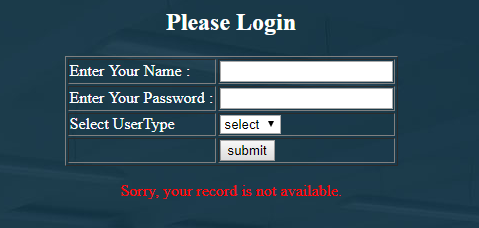 Please Login
Enter Your Name :
Enter Your Password :
Select UserType select
submit
Sorry, your record is not available.